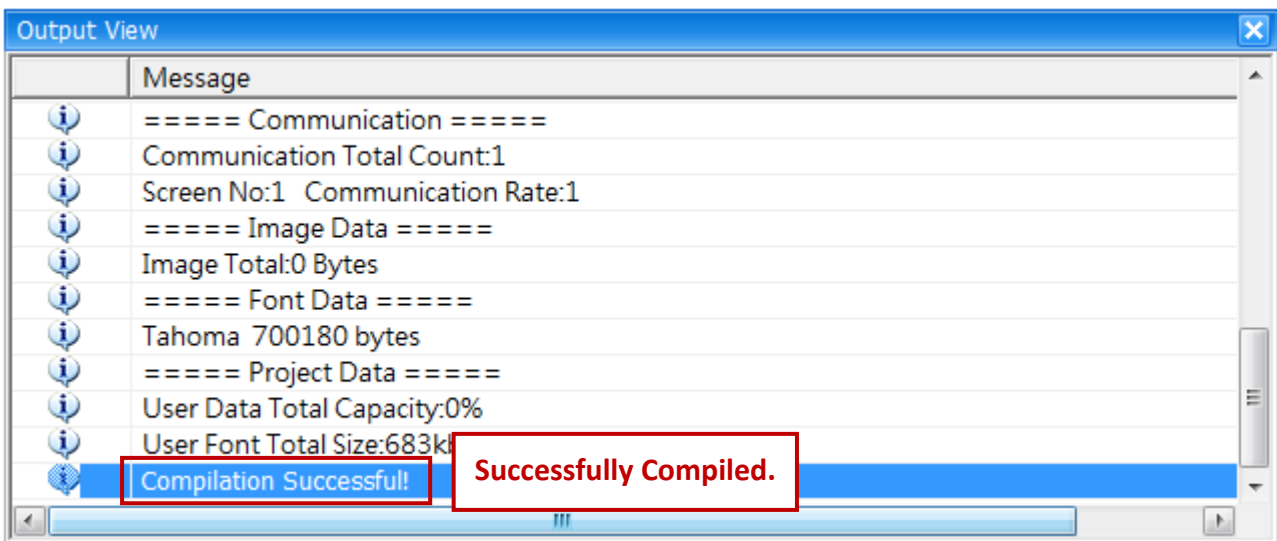 Output View
Message
===== Communication =====
Communication Total Count:1
Screen No:1 Communication Rate:1
===== Image Data =====
Image Total:0 Bytes
===== Font Data =====
Tahoma 700180 bytes
===== Project Data =====
User Data Total Capacity:0%
User Font Total
Compilation Successful!
Successfully Compiled.